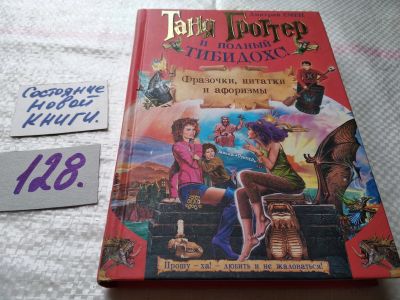 Дмитрий ЕМЕЦ
Таня Гроттер
и полный
ТИБИДОХС!
Фразочки, цитатки
и афоризмы
Прошу – ха! – любить и не жаловаться!
Состояние
новой
книги.
128.